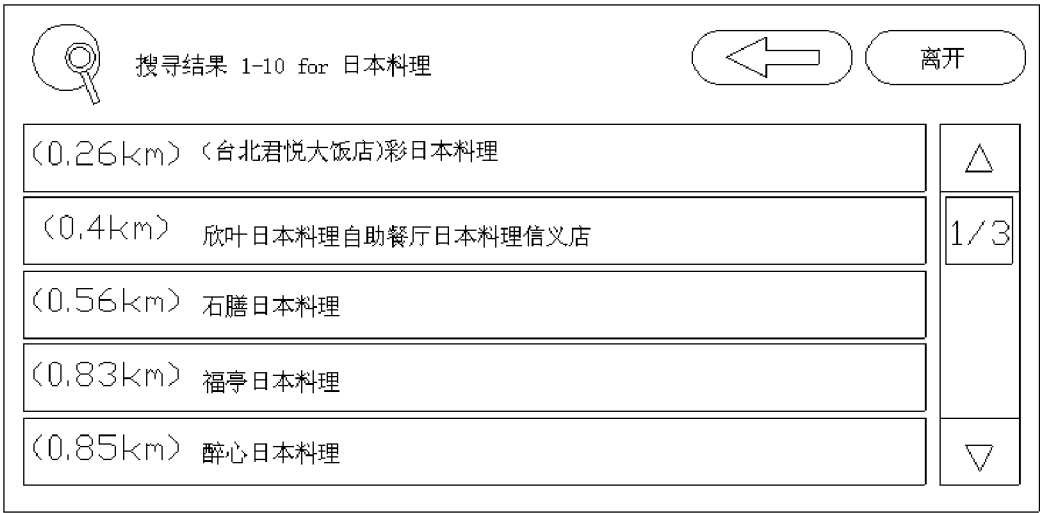 搜寻结果 1-10 for 日本料理
离开
(0.26km) (台北君悦大饭店)彩日本料理
(0.4km) 欣叶日本料理自助餐厅日本料理信义店
1/3
(0.56km) 石膳日本料理
(0.83km) 福亭日本料理
(0.85km) 醉心日本料理